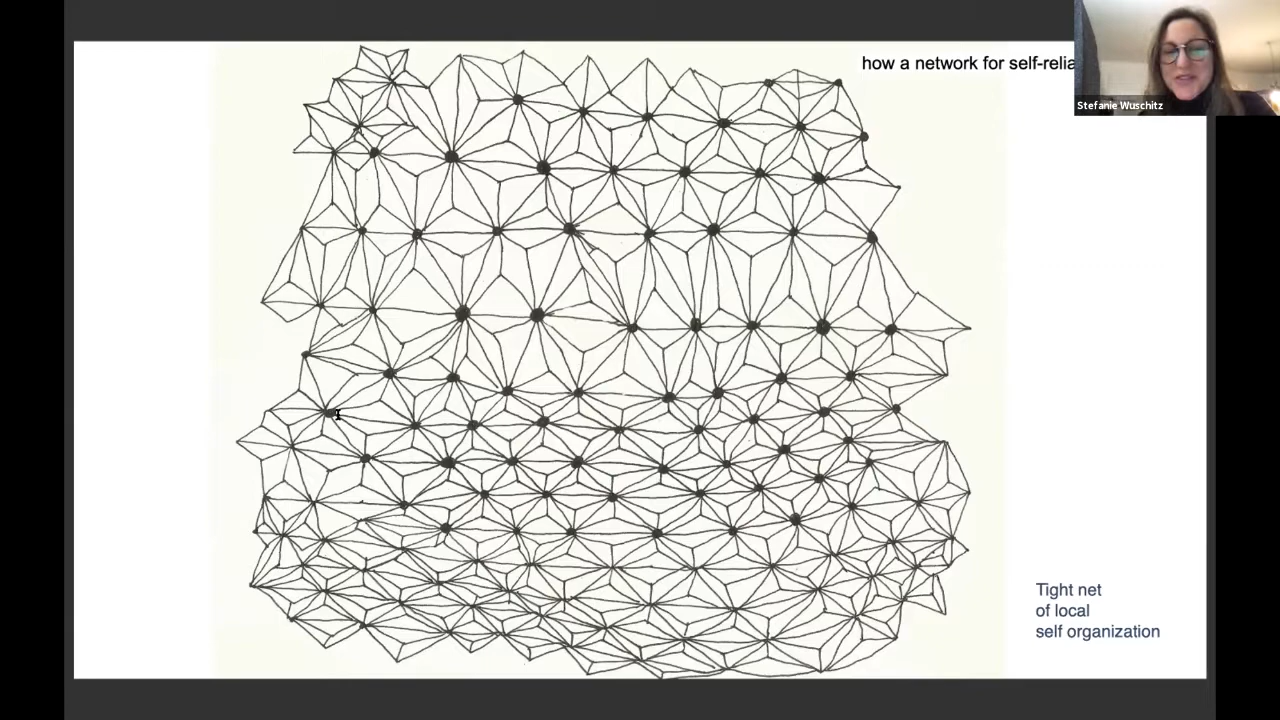 how a network for self-relia
Stefanie Wuschitz
Tight net
of local
self organization